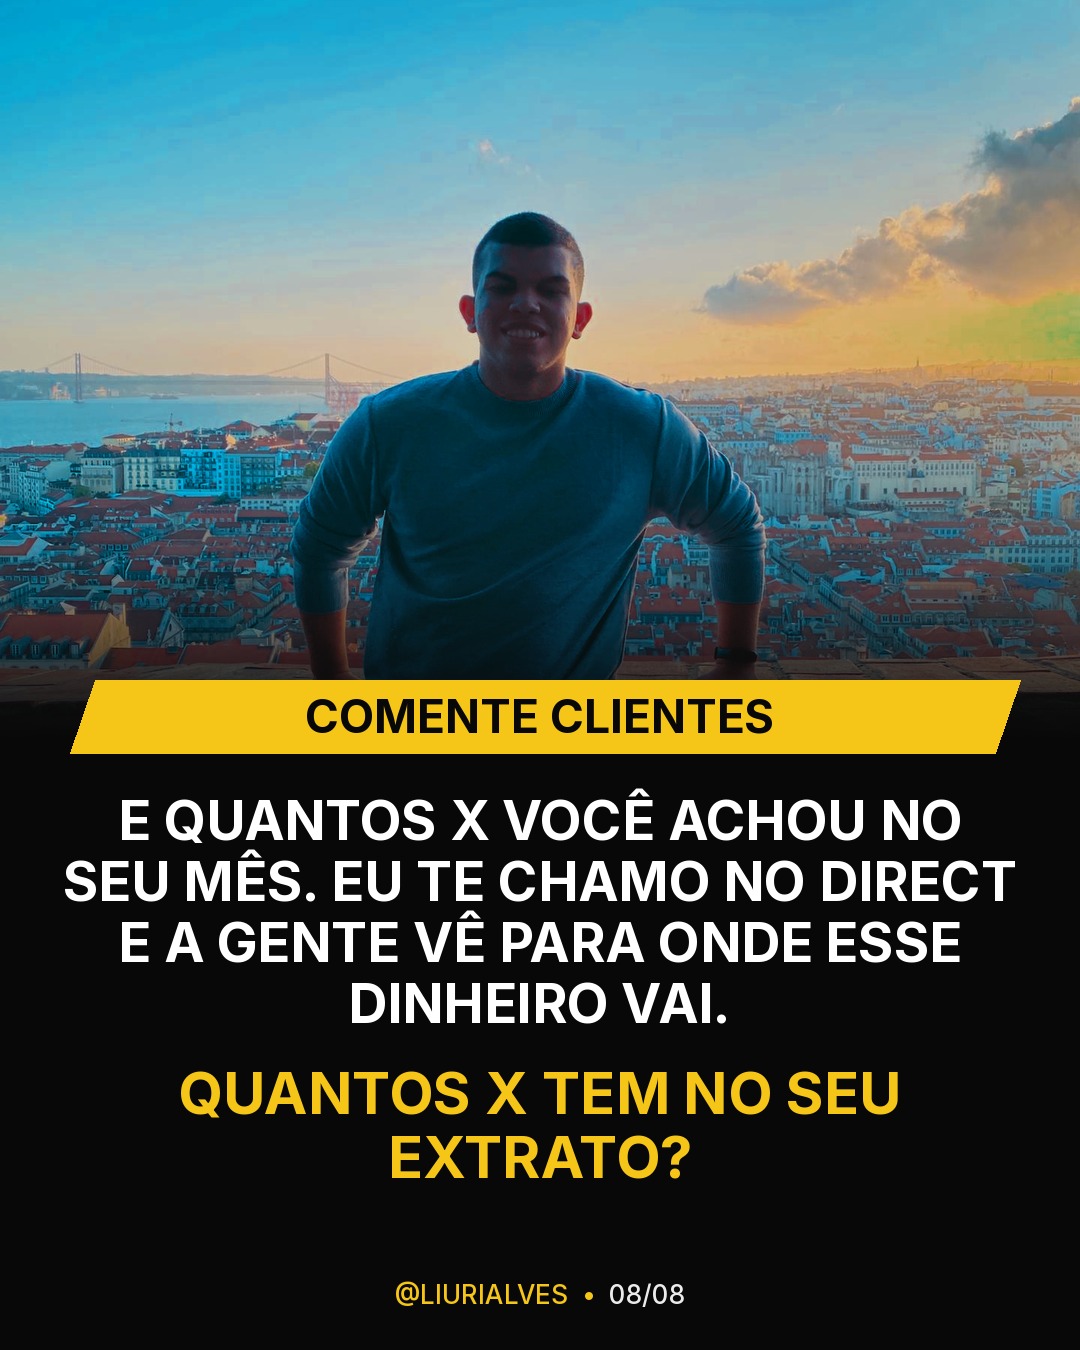 COMENTE CLIENTES
E QUANTOS X VOCÊ ACHOU NO
SEU MÊS. EU TE CHAMO NO DIRECT
E A GENTE VÊ PARA ONDE ESSE
DINHEIRO VAI.
QUANTOS X TEM NO SEU
EXTRATO?
@LIURIALVES • 08/08